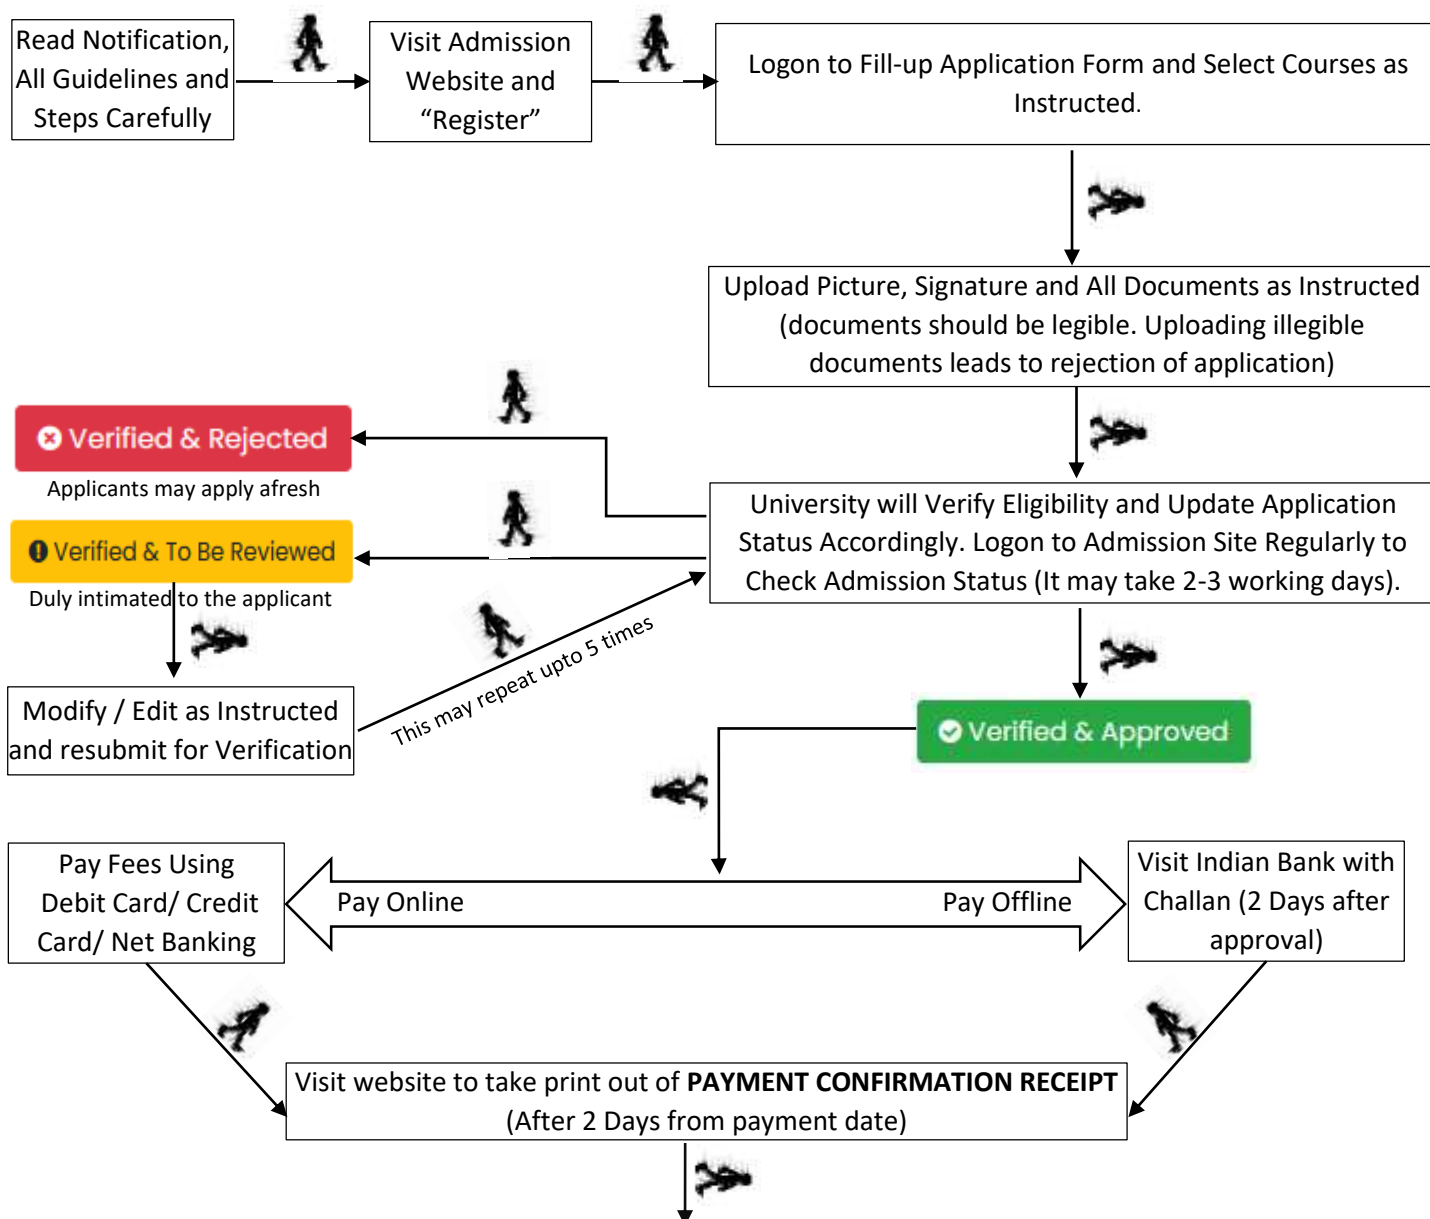 Read Notification,
All Guidelines and
Steps Carefully
Visit Admission
Website and
“Register”
Logon to Fill-up Application Form and Select Courses as
Instructed.
Upload Picture, Signature and All Documents as Instructed
(documents should be legible. Uploading illegible
documents leads to rejection of application)
Verified & Rejected
Applicants may apply afresh
Verified & To Be Reviewed
Duly intimated to the applicant
University will Verify Eligibility and Update Application
Status Accordingly. Logon to Admission Site Regularly to
Check Admission Status (It may take 2-3 working days).
Modify / Edit as Instructed
and resubmit for Verification
This may repeat upto 5 times
Verified & Approved
Pay Fees Using
Debit Card/ Credit
Card/ Net Banking
Pay Online
Pay Offline
Visit Indian Bank with
Challan (2 Days after
approval)
Visit website to take print out of PAYMENT CONFIRMATION RECEIPT
(After 2 Days from payment date)